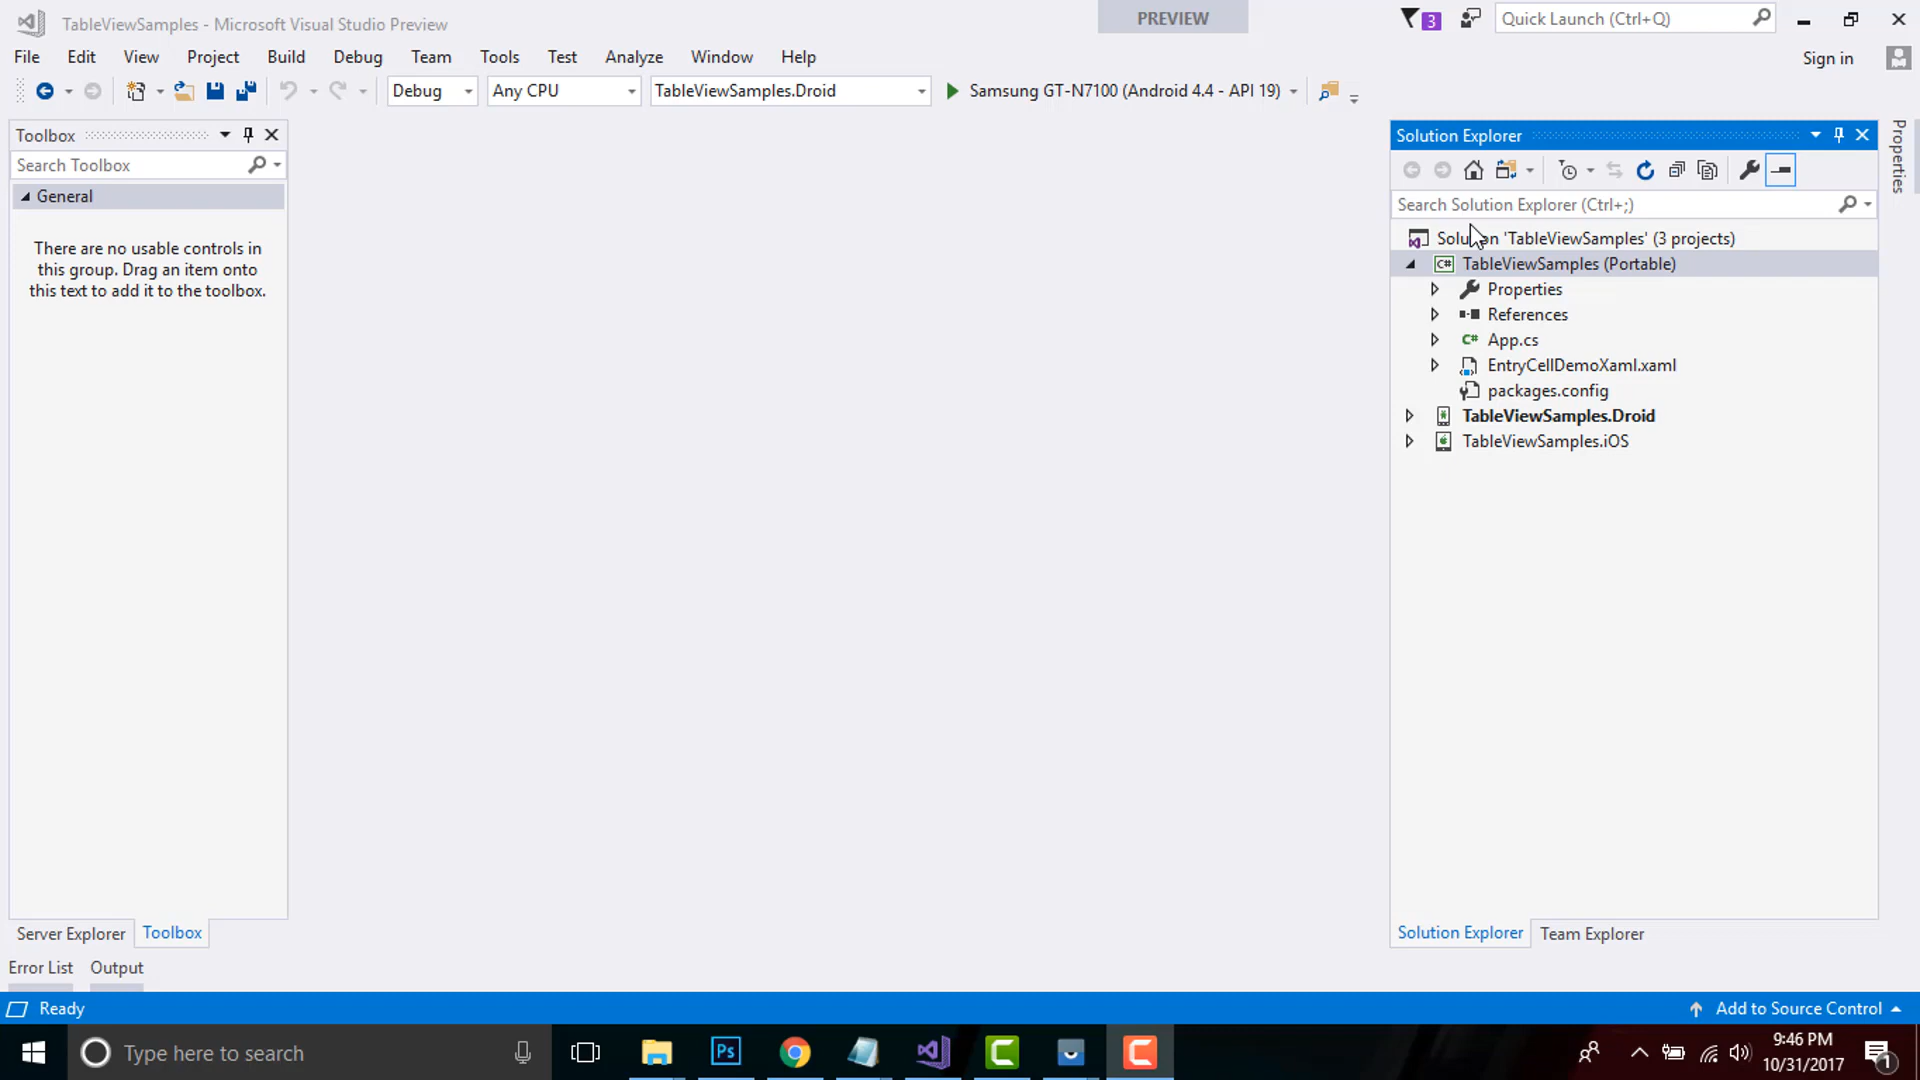 TableViewSamples - Microsoft Visual Studio Preview
PREVIEW
3
Quick Launch (Ctrl+Q)
File Edit View Project Build Debug Team Tools Test Analyze Window Help
Sign in
Debug Any CPU TableViewSamples.Droid Samsung GT-N7100 (Android 4.4 - API 19)
Toolbox
Search Toolbox
General
There are no usable controls in
this group. Drag an item onto
this text to add it to the toolbox.
Server Explorer Toolbox
Error List Output
Solution Explorer
Search Solution Explorer (Ctrl+;)
Solution 'TableViewSamples' (3 projects)
C# TableViewSamples (Portable)
Properties
References
C# App.cs
EntryCellDemoXaml.xaml
packages.config
TableViewSamples.Droid
TableViewSamples.iOS
Solution Explorer Team Explorer
Properties
Ready
Add to Source Control
Type here to search
Ps
9:46 PM
10/31/2017
1